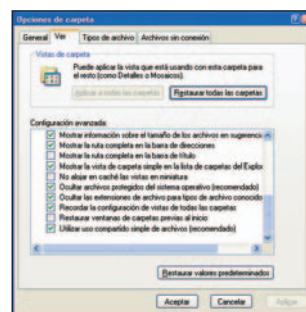 Opciones de carpeta
General Ver Tipos de archivo Archivos sin conexión
Vistas de carpeta
Puede aplicar la vista que está usando con esta carpeta para
el resto (como Detalles o Mosaicos).
Aplicar a todas las carpetas Restaurar todas las carpetas
Configuración avanzada:
Mostrar información sobre el tamaño de los archivos en sugerenci
Mostrar la ruta completa en la barra de direcciones
Mostrar la ruta completa en la barra de título
Mostrar la vista de carpeta simple en la lista de carpetas del Explor
No alojar en caché las vistas en miniatura
Ocultar archivos protegidos del sistema operativo (recomendado)
Ocultar las extensiones de archivo para tipos de archivo conocido
Recordar la configuración de vistas de todas las carpetas
Restaurar ventanas de carpetas previas al inicio
Utilizar uso compartido simple de archivos (recomendado)
Restaurar valores predeterminados
Aceptar Cancelar Aplicar